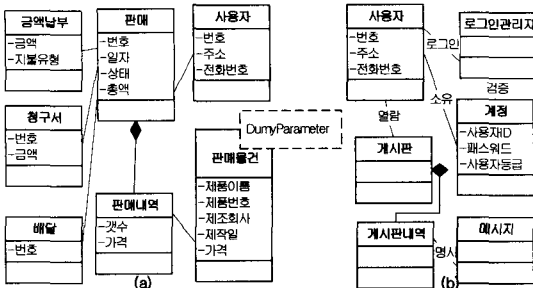 금액납부
-금액
-지불유형
판매
-번호
-일자
-상태
-총액
사용자
-번호
-주소
-전화번호
청구서
-번호
-금액
DumyParameter
판매물건
-제품이름
-제품번호
-제조회사
-제작일
-가격
배달
-번호
판매내역
-갯수
-가격
(a)
사용자
-번호
-주소
-전화번호
로그인
로그인관리자
검증
소유
열람
계정
-사용자ID
-패스워드
-사용자등급
게시판
게시판내역
명시
메시지
(b)